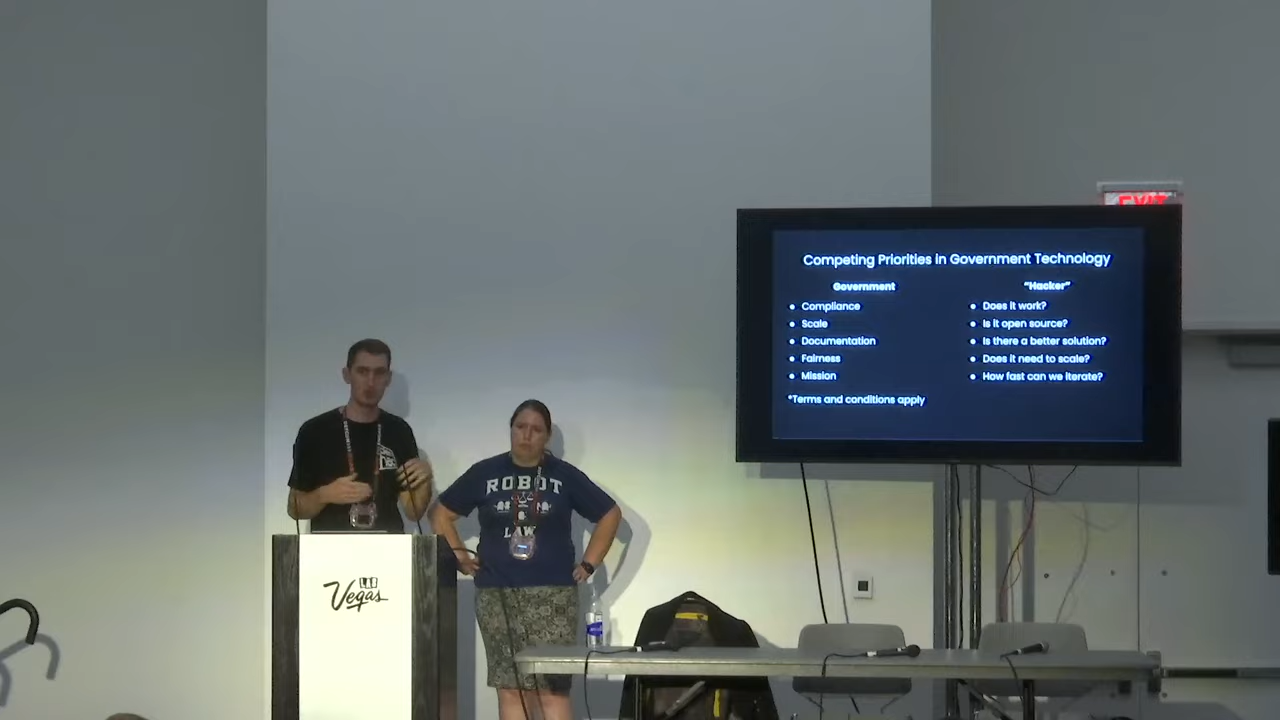 EXIT
Competing Priorities in Government Technology
Government
Compliance
Scale
Documentation
Fairness
Mission
*Terms and conditions apply
"Hacker"
Does it work?
Is it open source?
Is there a better solution?
Does it need to scale?
How fast can we iterate?
ROBOT
LAW
LAS
Vegas